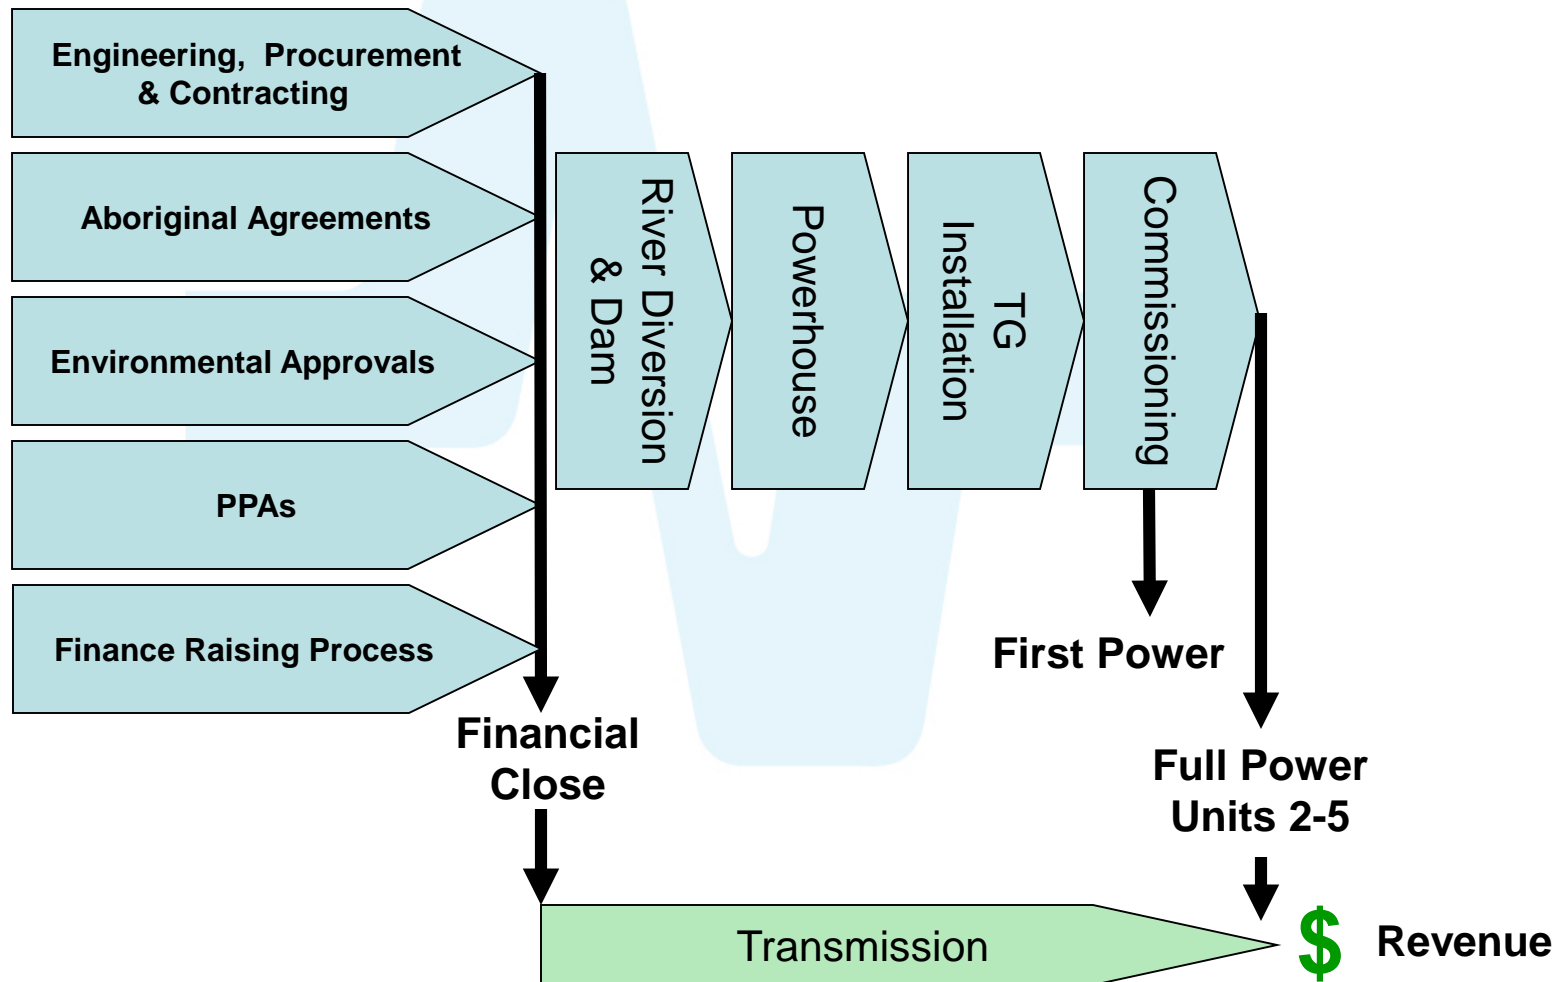 Engineering, Procurement
& Contracting
Aboriginal Agreements
Environmental Approvals
PPAs
Finance Raising Process
River Diversion
& Dam
Powerhouse
TG
Installation
Commissioning
First Power
Financial
Close
Full Power
Units 2-5
Transmission
$ Revenue